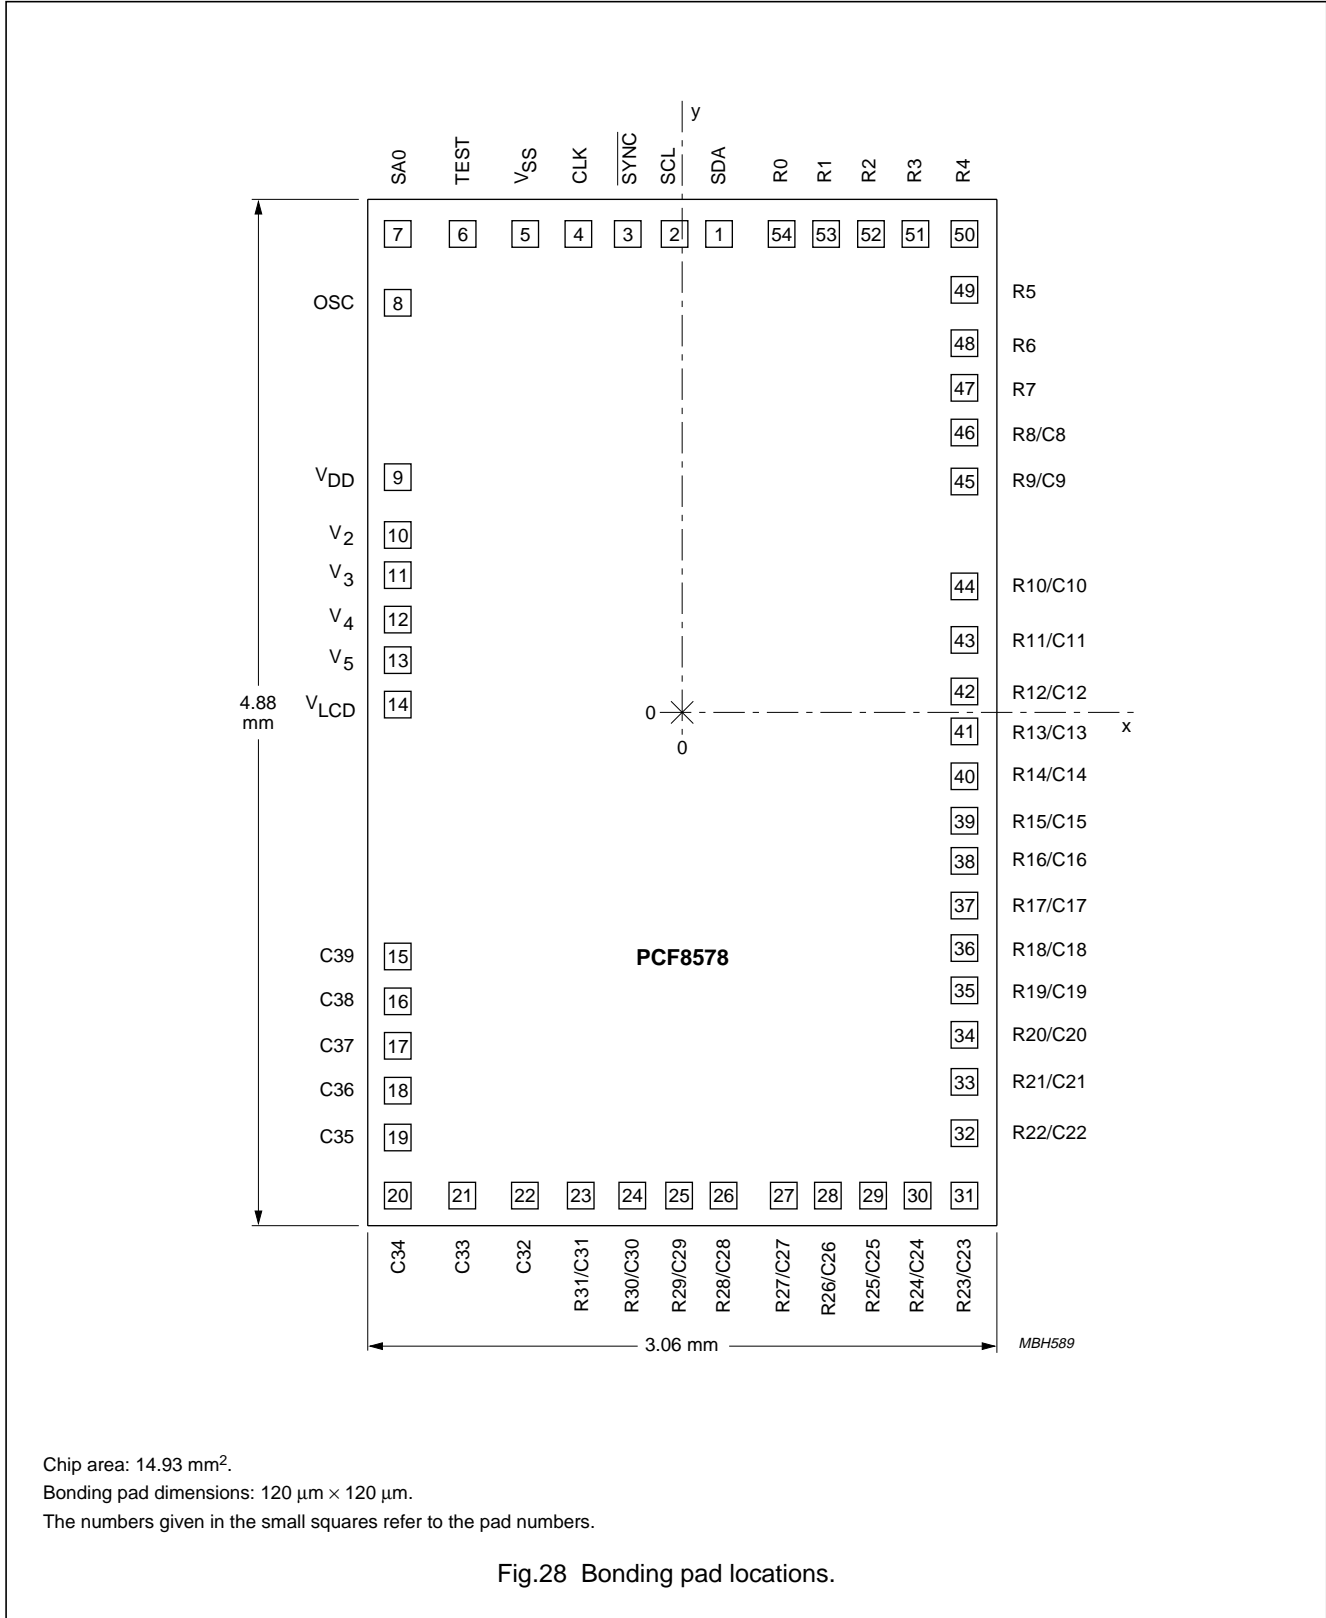 y
SA0 TEST VSS CLK SYNC SCL SDA R0 R1 R2 R3 R4
7 6 5 4 3 2 1 54 53 52 51 50
49 R5
OSC 8
48 R6
47 R7
46 R8/C8
VDD 9 45 R9/C9
V2 10
V3 11 44 R10/C10
V4 12
43 R11/C11
V5 13
42 R12/C12
4.88
mm
VLCD 14
0
x
0
41 R13/C13
40 R14/C14
39 R15/C15
38 R16/C16
37 R17/C17
C39 15 PCF8578 36 R18/C18
C38 16 35 R19/C19
C37 17 34 R20/C20
C36 18 33 R21/C21
C35 19 32 R22/C22
20 21 22 23 24 25 26 27 28 29 30 31
C34 C33 C32 R31/C31 R30/C30 R29/C29 R28/C28 R27/C27 R26/C26 R25/C25 R24/C24 R23/C23
3.06 mm
MBH589
Chip area: 14.93 mm2.
Bonding pad dimensions: 120 µm × 120 µm.
The numbers given in the small squares refer to the pad numbers.
Fig.28 Bonding pad locations.